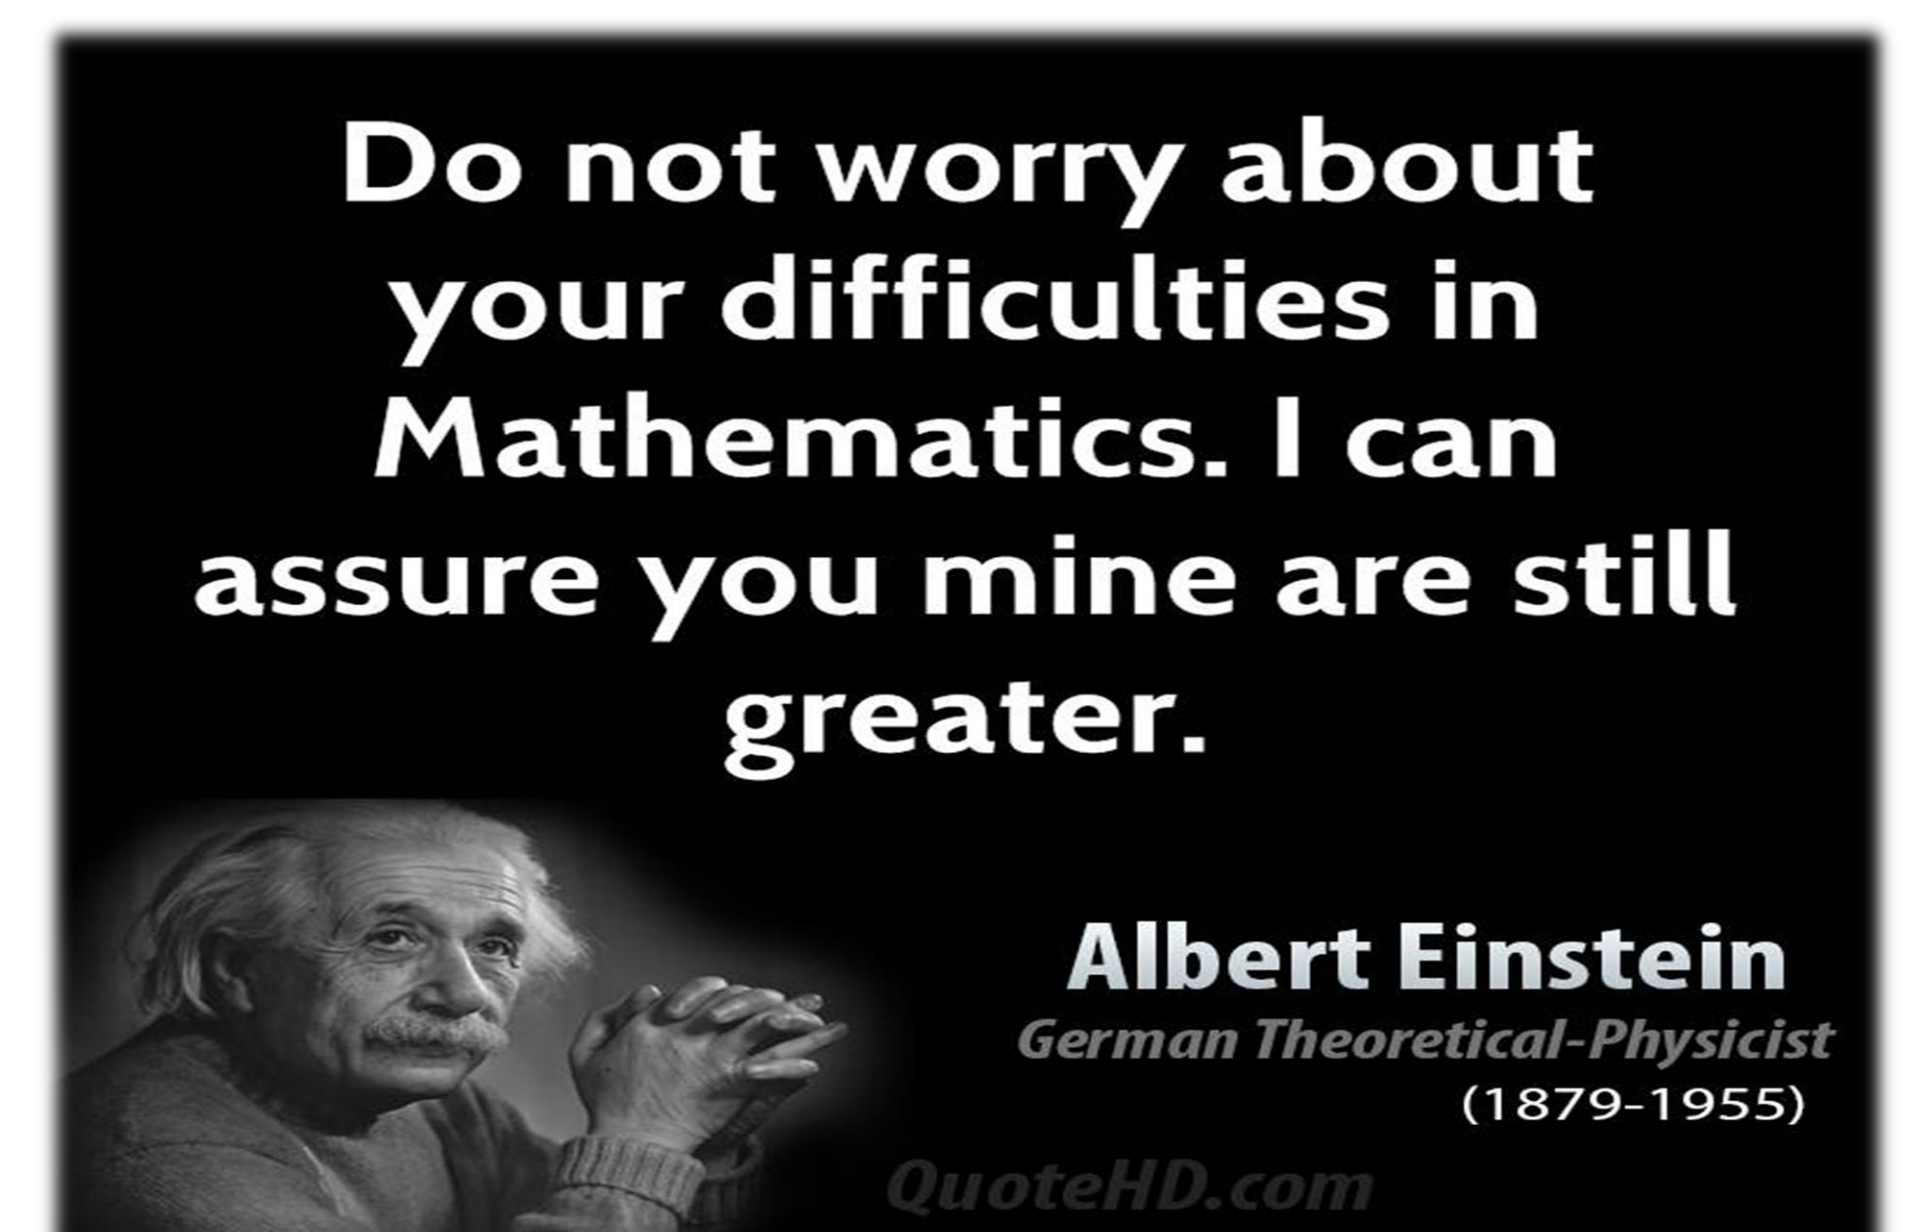 Do not worry about
your difficulties in
Mathematics. I can
assure you mine are still
greater.
Albert Einstein
German Theoretical-Physicist
(1879-1955)
QuoteHD.com